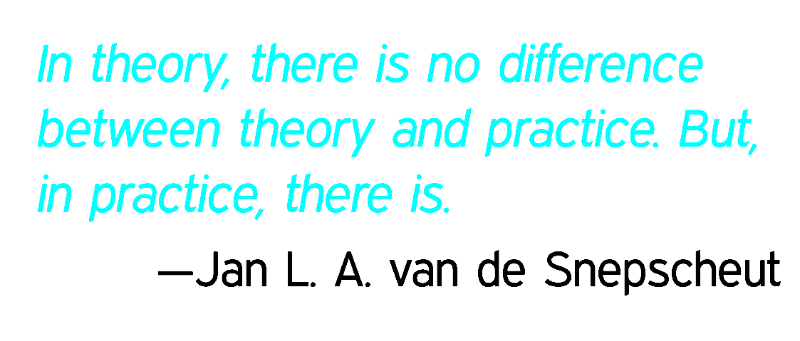 In theory, there is no difference
between theory and practice. But,
in practice, there is.
—Jan L. A. van de Snepscheut